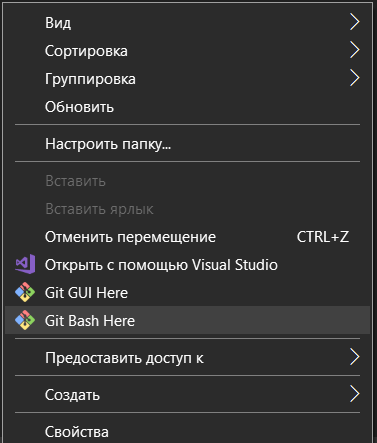 Вид
Сортировка
Группировка
Обновить
Настроить папку...
Вставить
Вставить ярлык
Отменить перемещение CTRL+Z
Открыть с помощью Visual Studio
Git GUI Here
Git Bash Here
Предоставить доступ к
Создать
Свойства